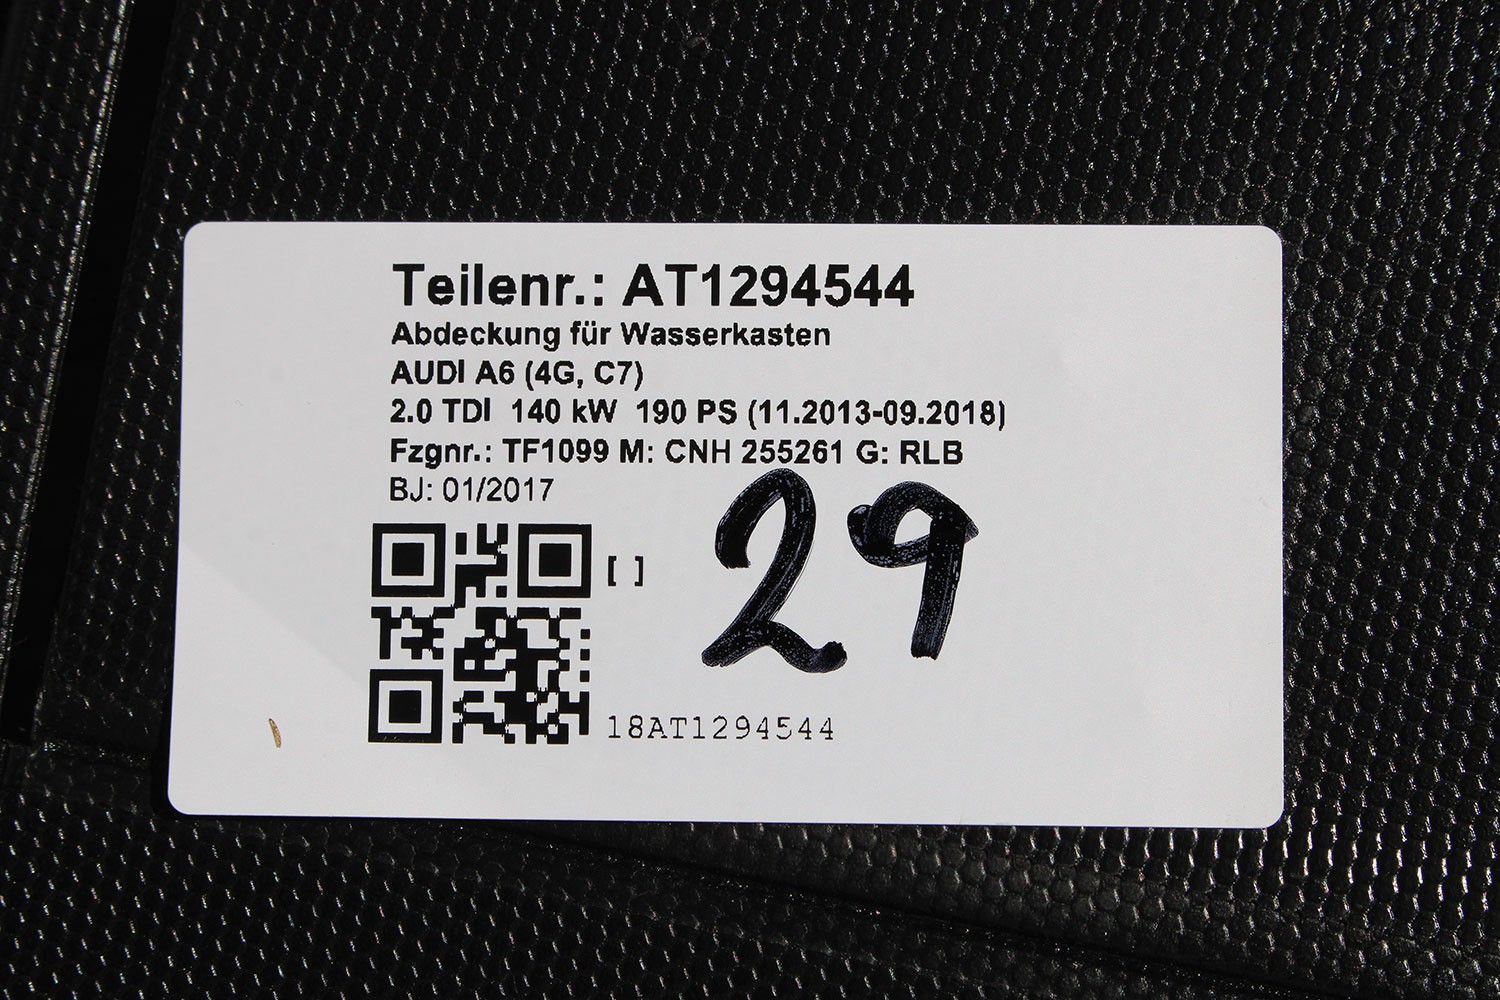 Teilenr.: AT1294544
Abdeckung für Wasserkasten
AUDI A6 (4G, C7)
2.0 TDI  140 kW  190 PS (11.2013-09.2018)
Fzgnr.: TF1099 M: CNH 255261 G: RLB
BJ: 01/2017
[ ]
29
18AT1294544